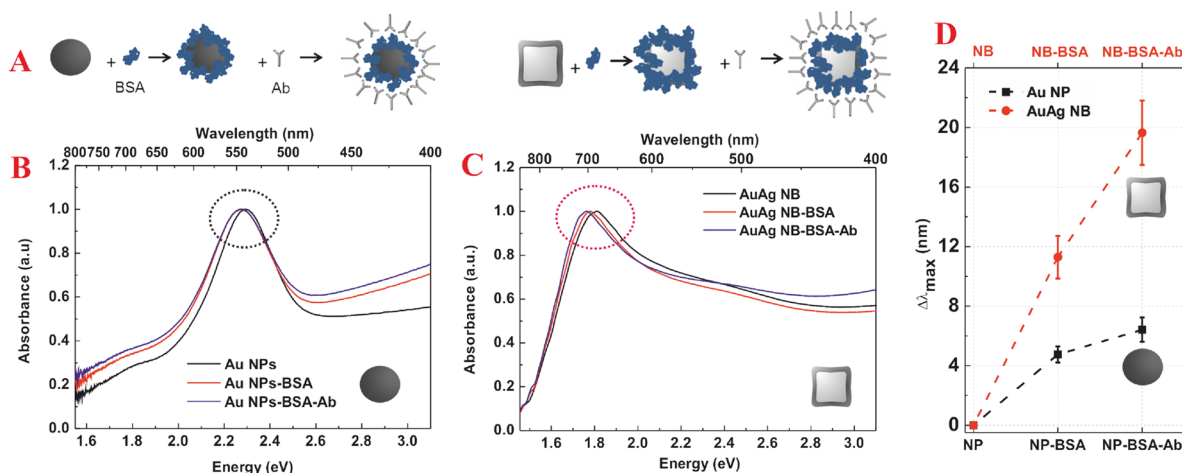 A
+
BSA
+
Ab
+
+
B
Wavelength (nm)
800 750 700 650 600 550 500 450 400
Absorbance (a.u)
1.2
1.0
0.8
0.6
0.4
0.2
0.0
Au NPs
Au NPs-BSA
Au NPs-BSA-Ab
1.6 2.0 2.2 2.4 2.6 2.8 3.0
Energy (eV)
C
Wavelength (nm)
800 700 600 500 400
Absorbance (a.u.)
1.2
1.0
0.8
0.6
0.4
0.2
0.0
AuAg NB
AuAg NB-BSA
AuAg NB-BSA-Ab
1.6 1.8 2.0 2.2 2.4 2.6 2.8 3.0
Energy (eV)
D
NB NB-BSA NB-BSA-Ab
Δλmax (nm)
24
20
16
12
8
4
0
Au NP
AuAg NB
NP NP-BSA NP-BSA-Ab